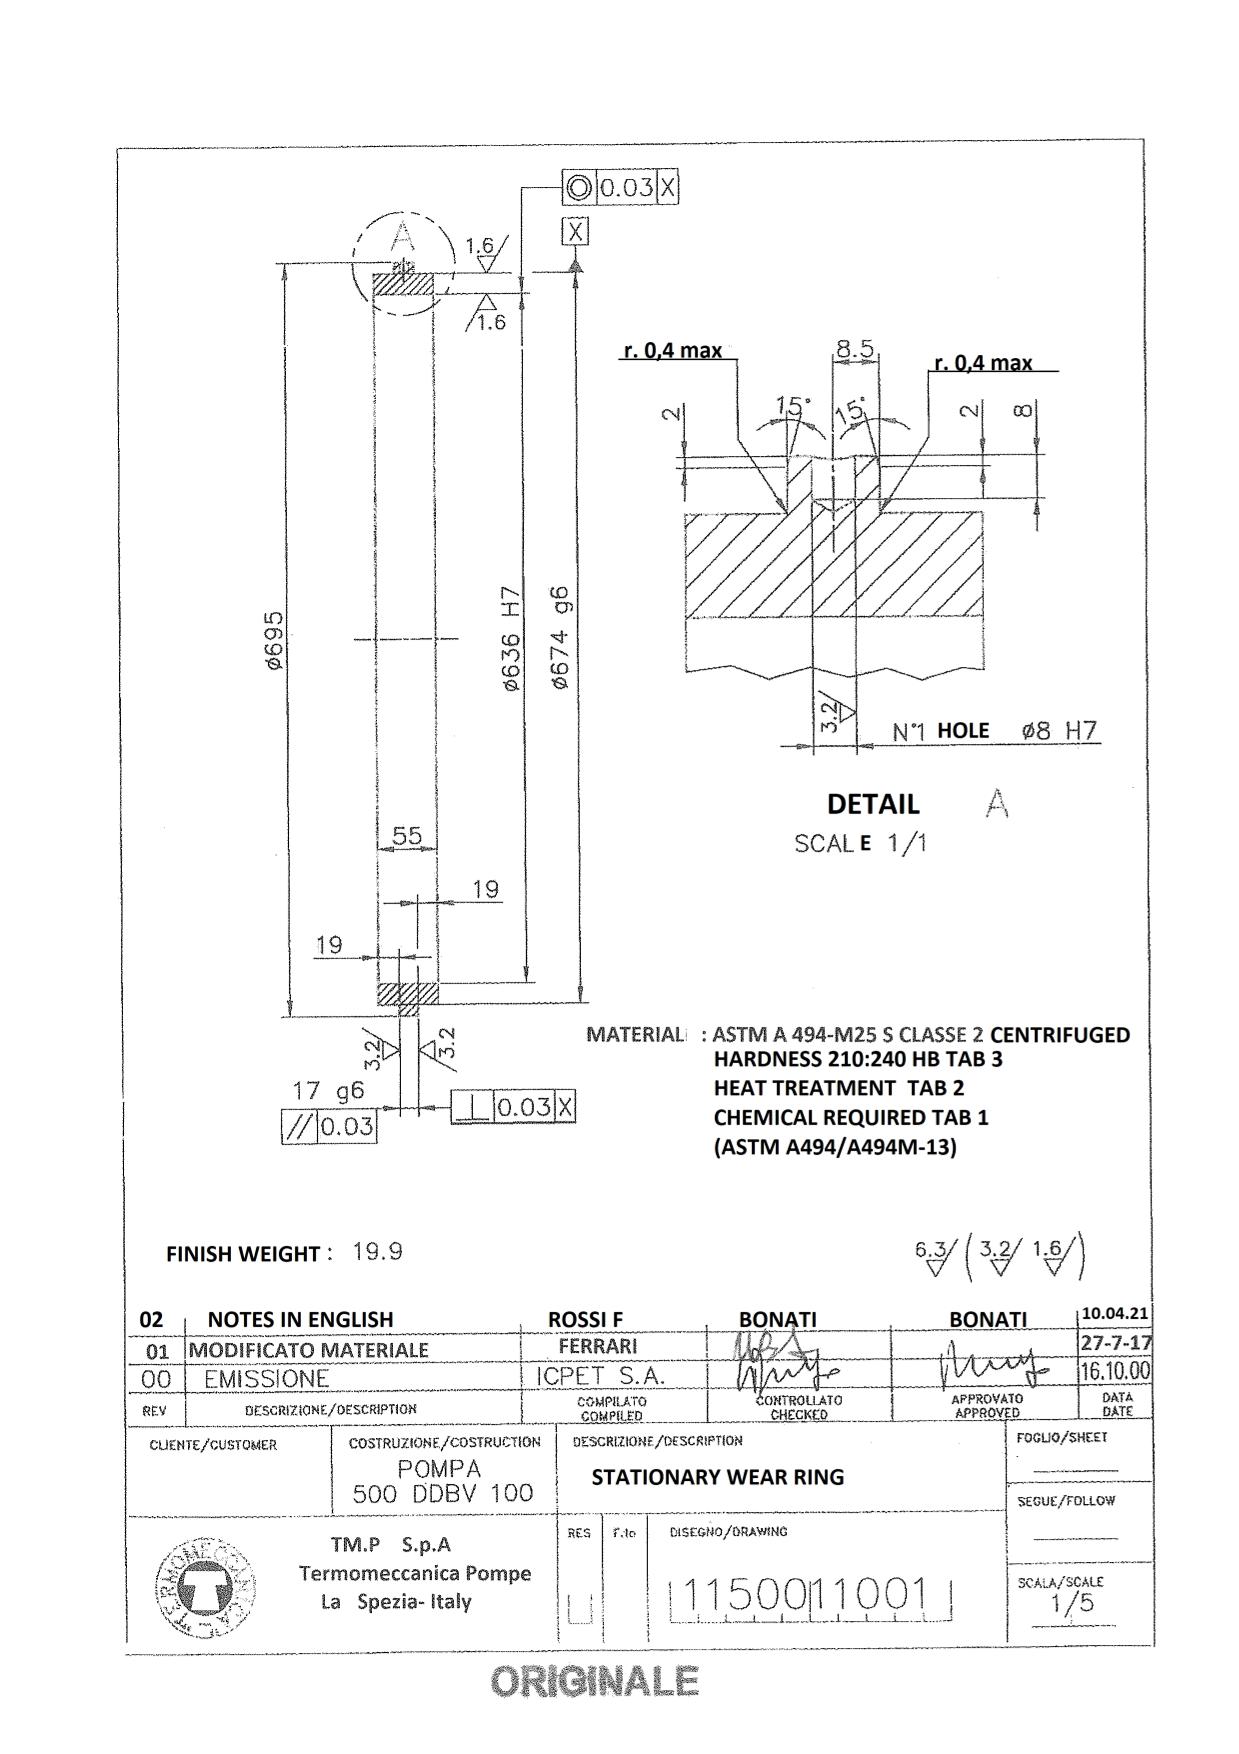 ◎ 0.03 X
X
A
1.6
1.6
r. 0,4 max
8.5
r. 0,4 max
2
15°
15°
2
8
ø695
ø636 H7
ø674 g6
3.2
N°1 HOLE ø8 H7
DETAIL A
SCALE 1/1
55
19
19
3.2
3.2
17 g6
// 0.03
⊥ 0.03 X
MATERIAL : ASTM A 494-M25 S CLASSE 2 CENTRIFUGED
HARDNESS 210:240 HB TAB 3
HEAT TREATMENT TAB 2
CHEMICAL REQUIRED TAB 1
(ASTM A494/A494M-13)
FINISH WEIGHT : 19.9
6.3/ (3.2/ 1.6/)
02 NOTES IN ENGLISH ROSSI F BONATI BONATI 10.04.21
01 MODIFICATO MATERIALE FERRARI 27-7-17
00 EMISSIONE ICPET S.A. 16.10.00
REV DESCRIZIONE/DESCRIPTION COMPILATO COMPILED CONTROLLATO CHECKED APPROVATO APPROVED DATA DATE
CLIENTE/CUSTOMER
COSTRUZIONE/COSTRUCTION
POMPA
500 DDBV 100
DESCRIZIONE/DESCRIPTION
STATIONARY WEAR RING
FOGLIO/SHEET
SEGUE/FOLLOW
TERMOMECCANICA
TM.P S.p.A
Termomeccanica Pompe
La Spezia- Italy
RES
f.to
DISEGNO/DRAWING
1150011001
SCALA/SCALE
1/5
ORIGINALE